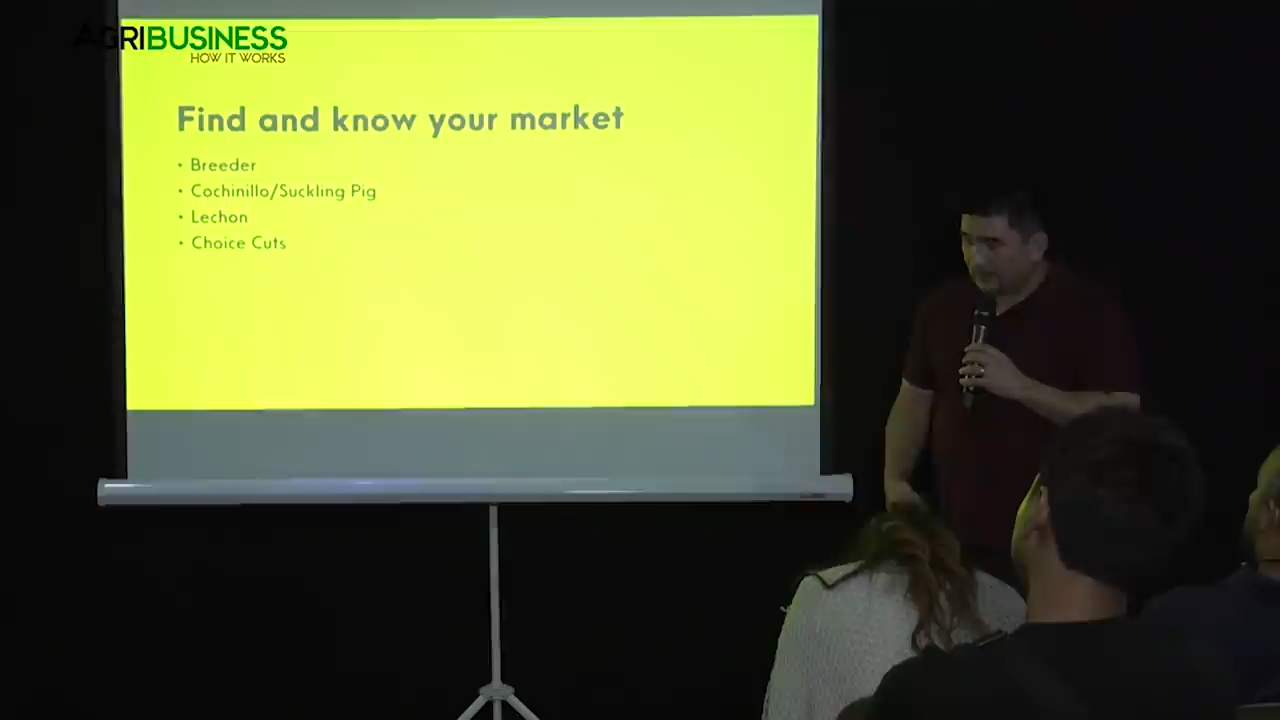 AGRIBUSINESS
HOW IT WORKS
Find and know your market
• Breeder
• Cochinillo/Suckling Pig
• Lechon
• Choice Cuts